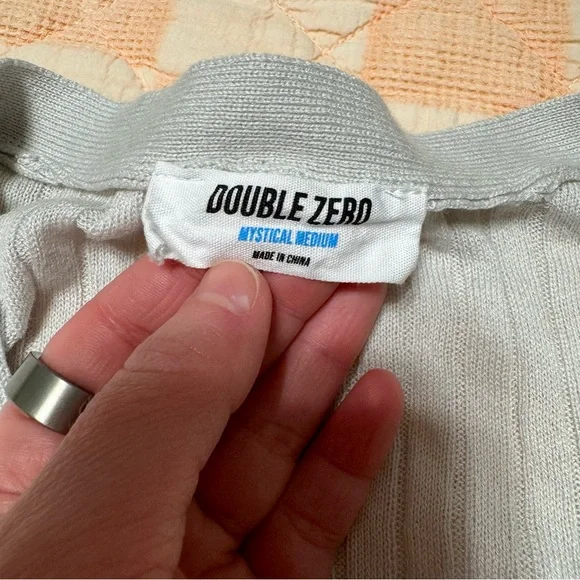 DOUBLE ZERO
MYSTICAL MEDIUM
MADE IN CHINA